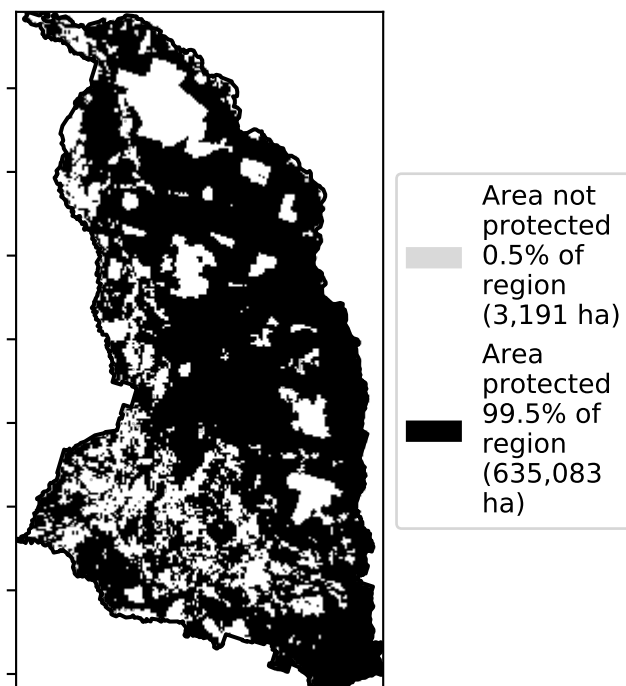 Area not
protected
0.5% of
region
(3,191 ha)
Area
protected
99.5% of
region
(635,083
ha)